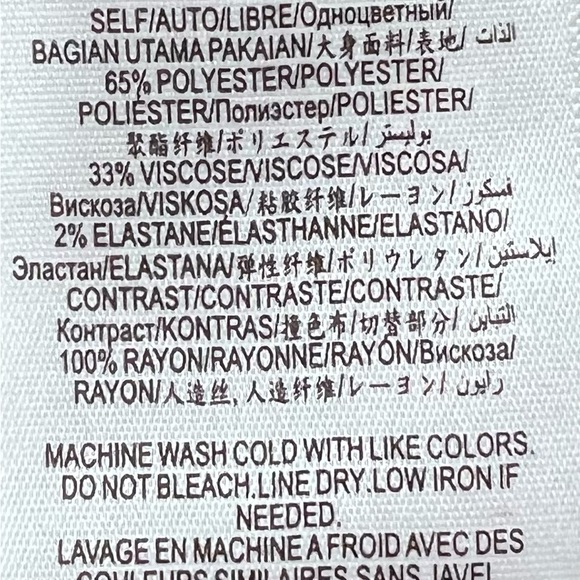 SELF/AUTO/LIBRE/Одноцветный/
BAGIAN UTAMA PAKAIAN/大身面料/表地/ الذات
65% POLYESTER/POLYESTER/
POLIÉSTER/Полиэстер/POLIESTER/
聚酯纤维/ポリエステル/ بوليستر
33% VISCOSE/VISCOSE/VISCOSA/
Вискоза/VISKOSA/粘胶纤维/レーヨン/ فسكوز
2% ELASTANE/ÉLASTHANNE/ELASTANO/
Эластан/ELASTANA/弹性纤维/ポリウレタン/ إيلاستين
CONTRAST/CONTRASTE/CONTRASTE/
Контраст/KONTRAS/撞色布/切替部分/ التباين
100% RAYON/RAYONNE/RAYÓN/Вискоза/
RAYON/人造丝, 人造纤维/レーヨン/ رايون
MACHINE WASH COLD WITH LIKE COLORS.
DO NOT BLEACH.LINE DRY.LOW IRON IF
NEEDED.
LAVAGE EN MACHINE A FROID AVEC DES
COULEURS SIMILAIRES SANS JAVEL